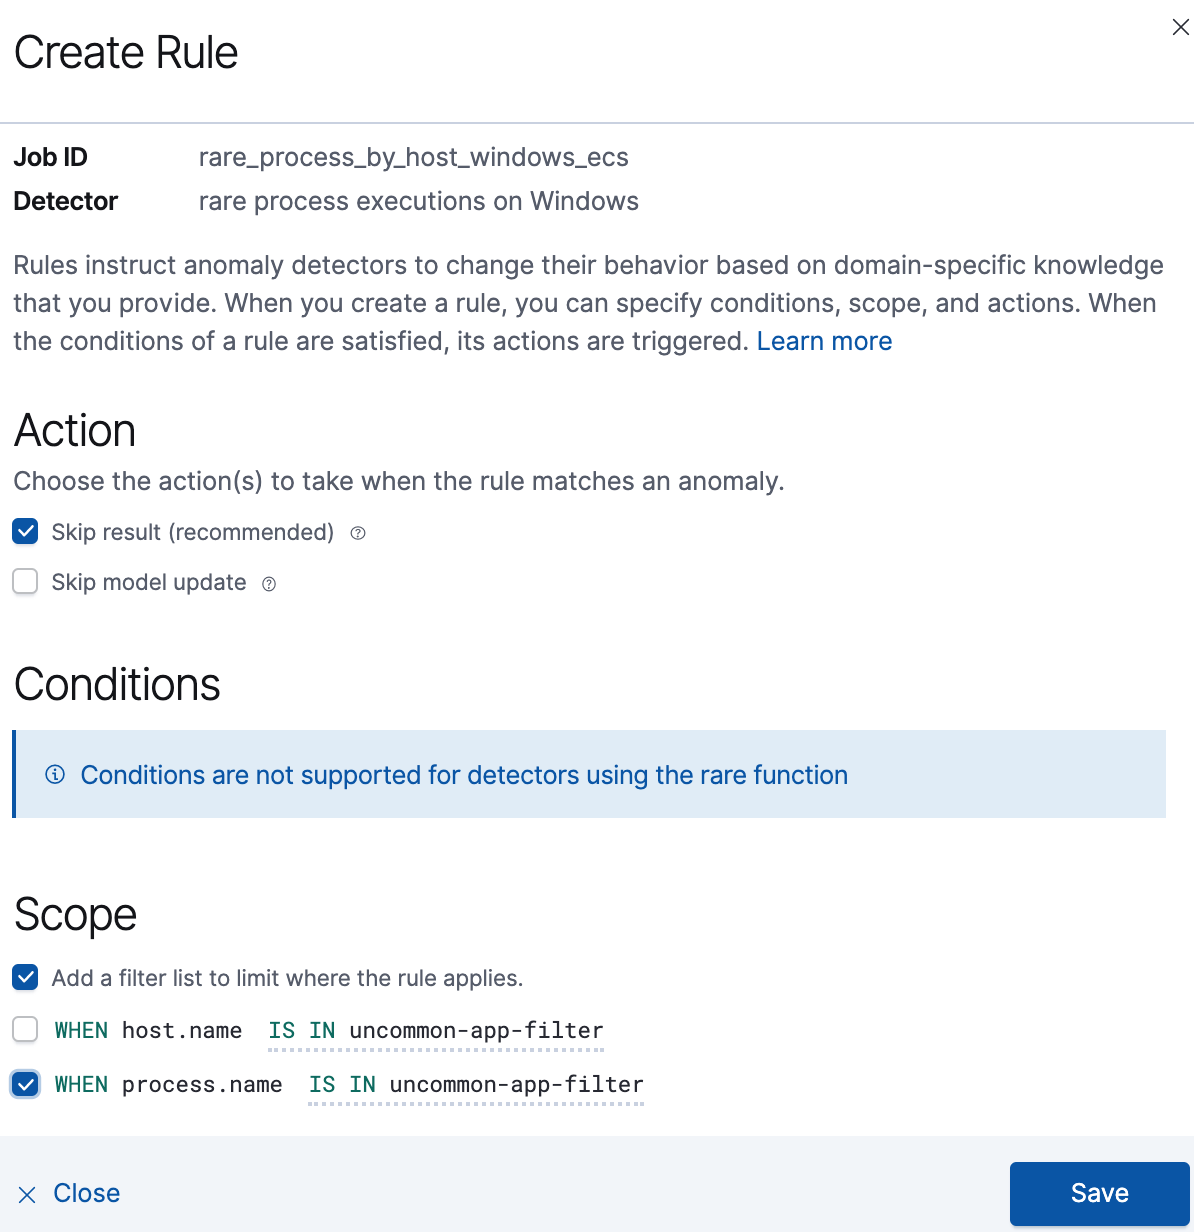 Create Rule
Job ID rare_process_by_host_windows_ecs
Detector rare process executions on Windows
Rules instruct anomaly detectors to change their behavior based on domain-specific knowledge
that you provide. When you create a rule, you can specify conditions, scope, and actions. When
the conditions of a rule are satisfied, its actions are triggered. Learn more
Action
Choose the action(s) to take when the rule matches an anomaly.
Skip result (recommended)
Skip model update
Conditions
Conditions are not supported for detectors using the rare function
Scope
Add a filter list to limit where the rule applies.
WHEN host.name IS IN uncommon-app-filter
WHEN process.name IS IN uncommon-app-filter
Close Save